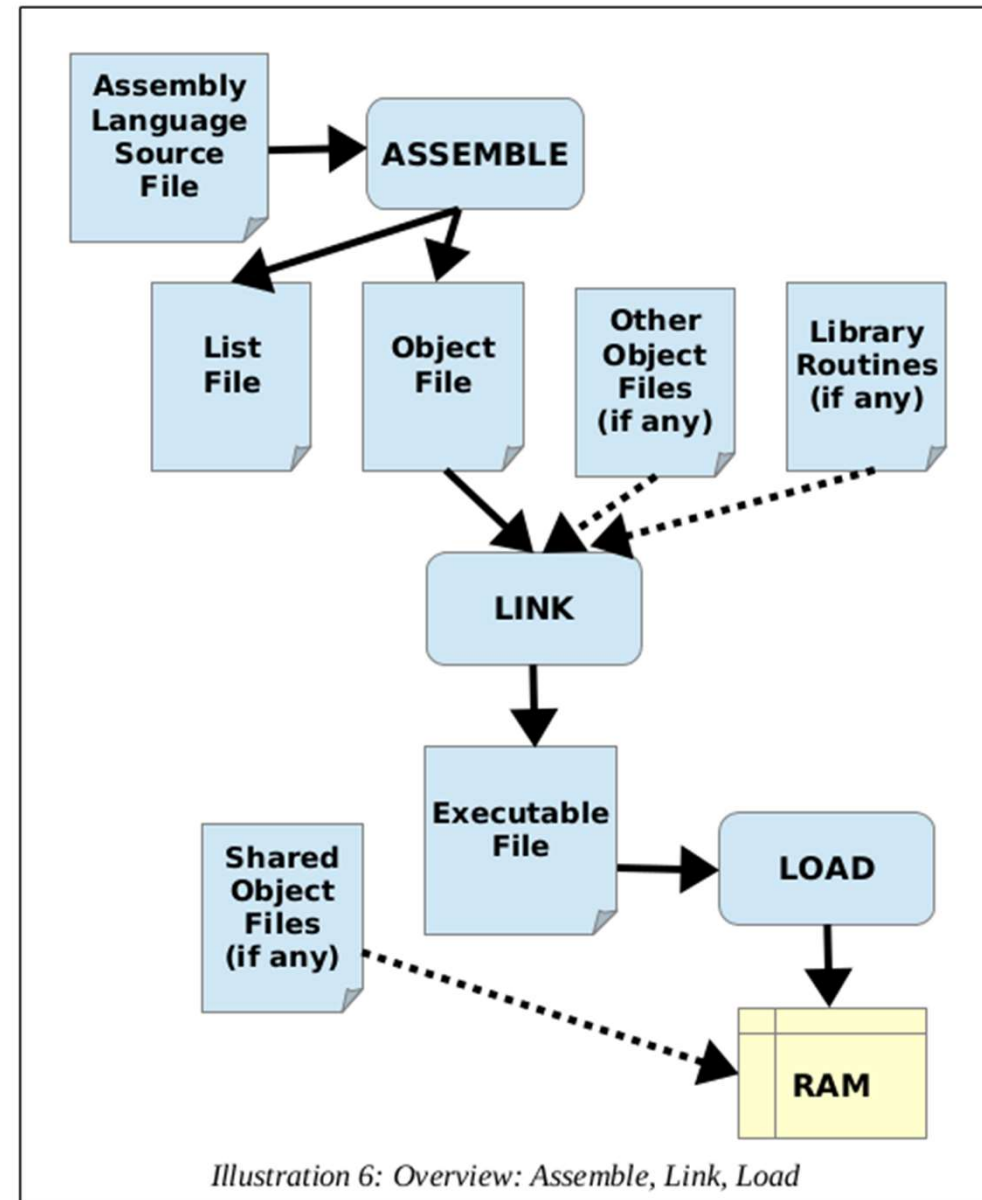 Assembly
Language
Source
File
ASSEMBLE
List
File
Object
File
Other
Object
Files
(if any)
Library
Routines
(if any)
LINK
Executable
File
Shared
Object
Files
(if any)
LOAD
RAM
Illustration 6: Overview: Assemble, Link, Load